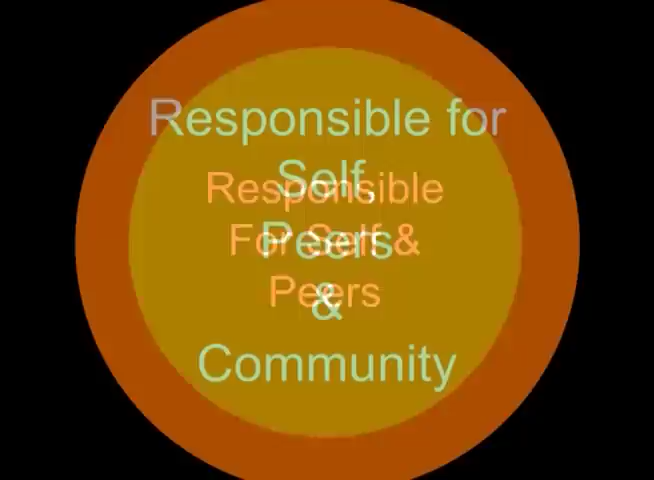 Responsible for
Self,
Peers
&
Community
Responsible
For Self &
Peers